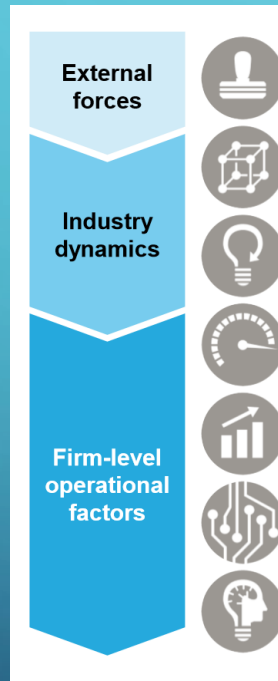 External
forces
Industry
dynamics
Firm-level
operational
factors